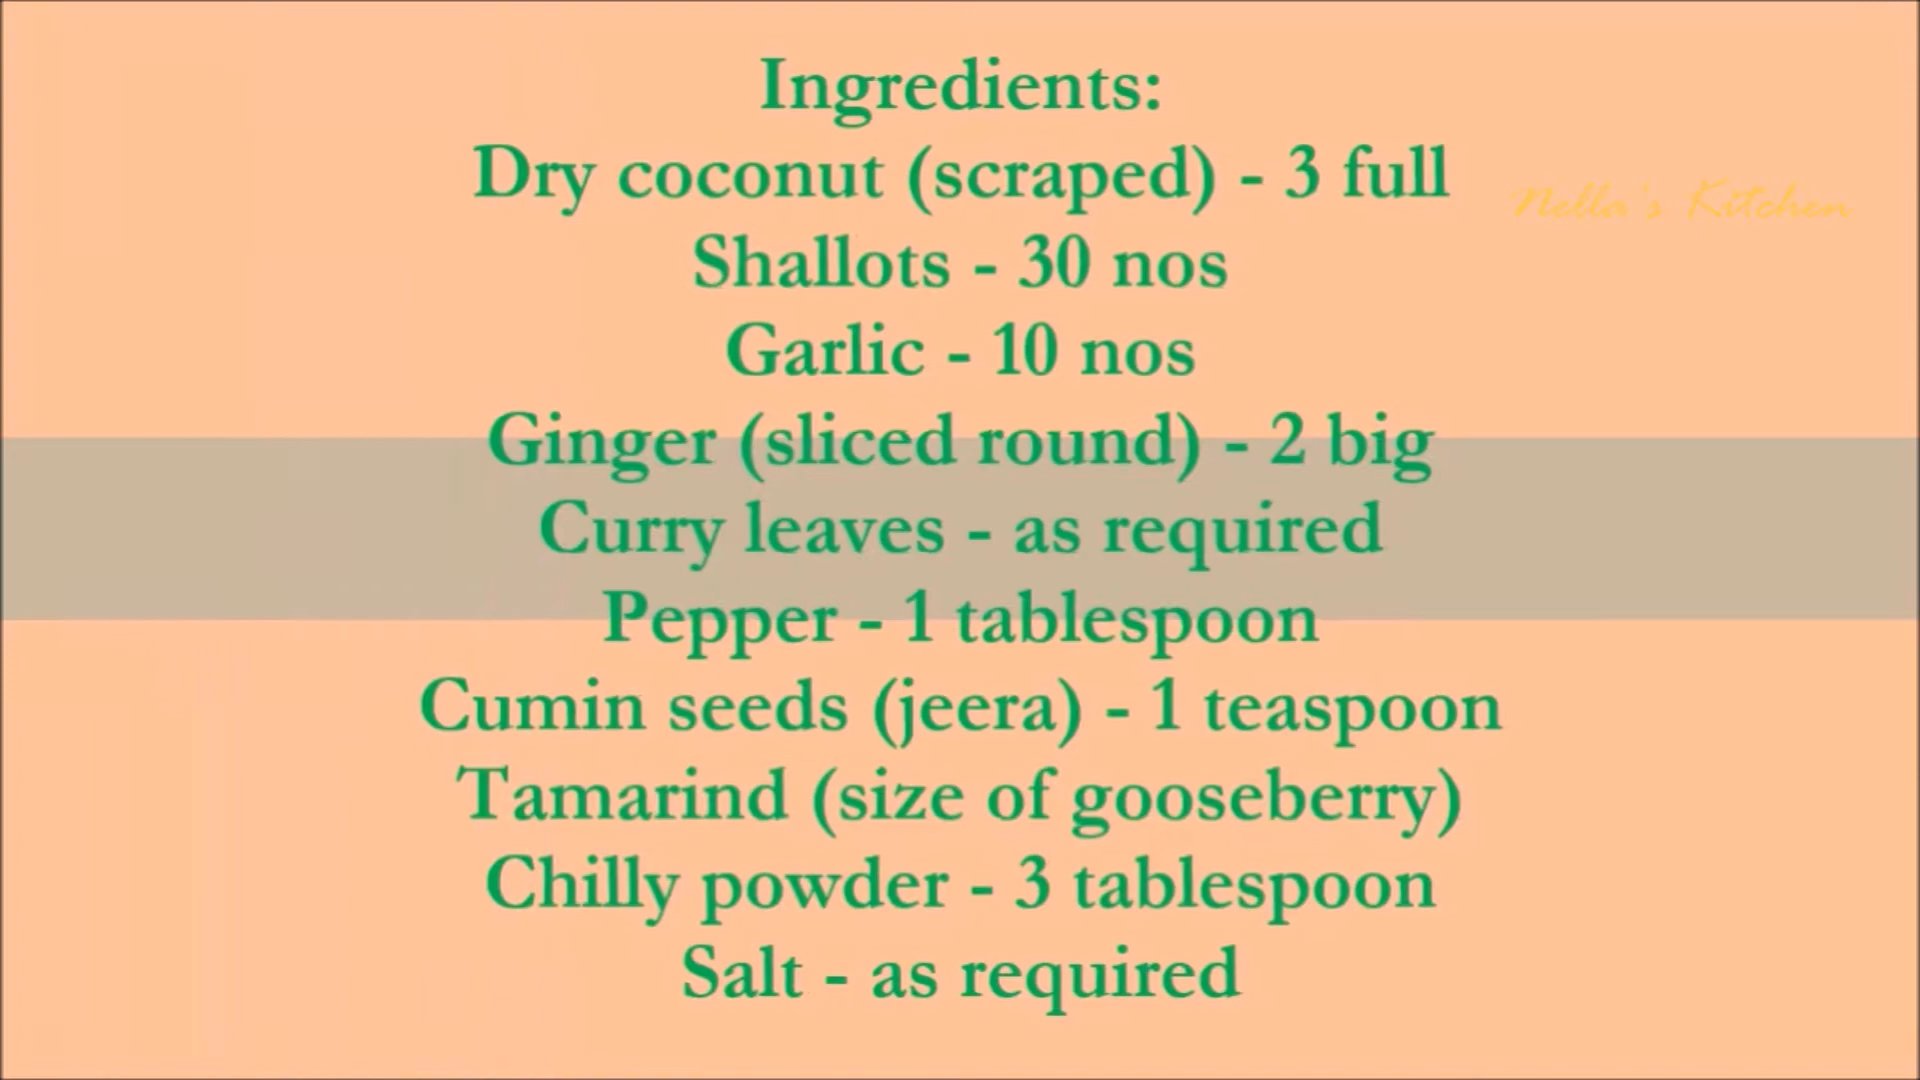 Ingredients:
Dry coconut (scraped) - 3 full
Nella's Kitchen
Shallots - 30 nos
Garlic - 10 nos
Ginger (sliced round) - 2 big
Curry leaves - as required
Pepper - 1 tablespoon
Cumin seeds (jeera) - 1 teaspoon
Tamarind (size of gooseberry)
Chilly powder - 3 tablespoon
Salt - as required